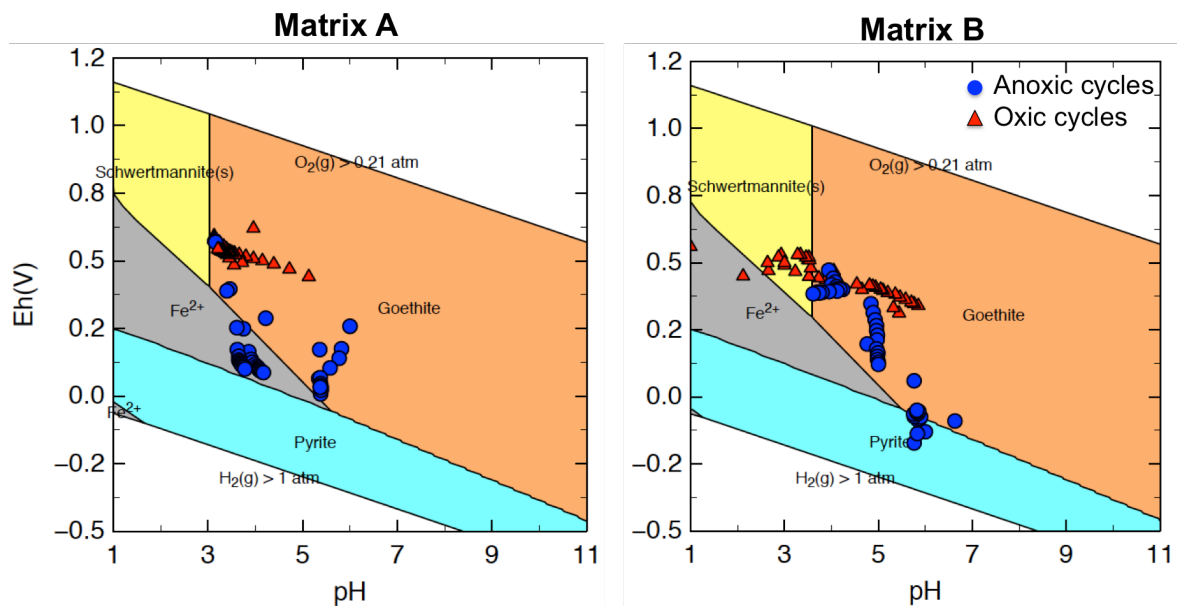 Matrix A
1.2
1.0
0.8
0.5
0.2
0.0
−0.2
−0.5
Eh(V)
1
3
5
7
9
11
pH
Schwertmannite(s)
O2(g) > 0.21 atm
Fe2+
Goethite
Fe2+
Pyrite
H2(g) > 1 atm
Matrix B
Anoxic cycles
Oxic cycles
1.2
1.0
0.8
0.5
0.2
0.0
−0.2
−0.5
1
3
5
7
9
11
pH
Schwertmannite(s)
O2(g) > 0.21 atm
Fe2+
Goethite
Pyrite
H2(g) > 1 atm